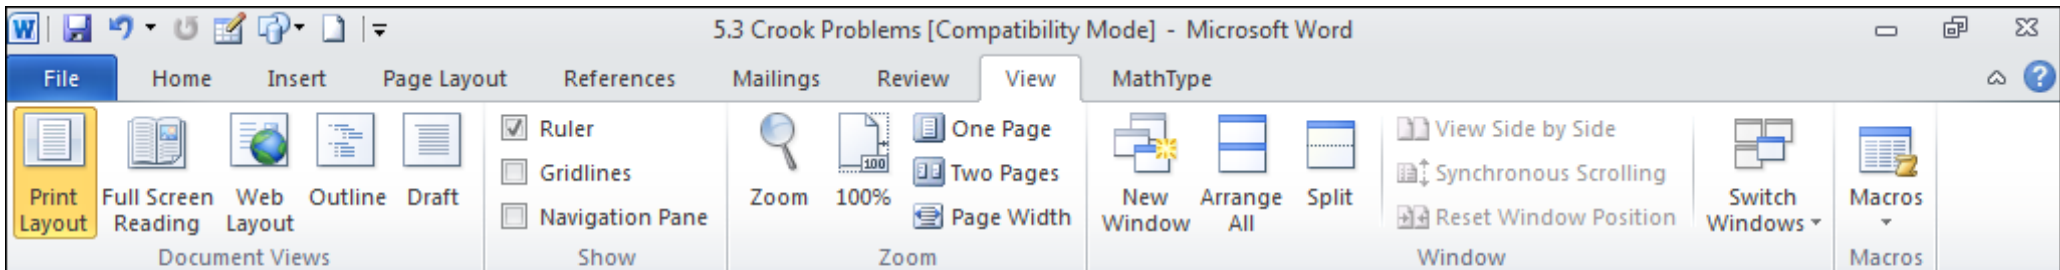 W
5.3 Crook Problems [Compatibility Mode] - Microsoft Word
File Home Insert Page Layout References Mailings Review View MathType ?
Print Layout
Full Screen Reading
Web Layout
Outline
Draft
Document Views
Ruler
Gridlines
Navigation Pane
Show
Zoom
100
100%
One Page
Two Pages
Page Width
Zoom
New Window
Arrange All
Split
View Side by Side
Synchronous Scrolling
Reset Window Position
Switch Windows
Window
Macros
Macros